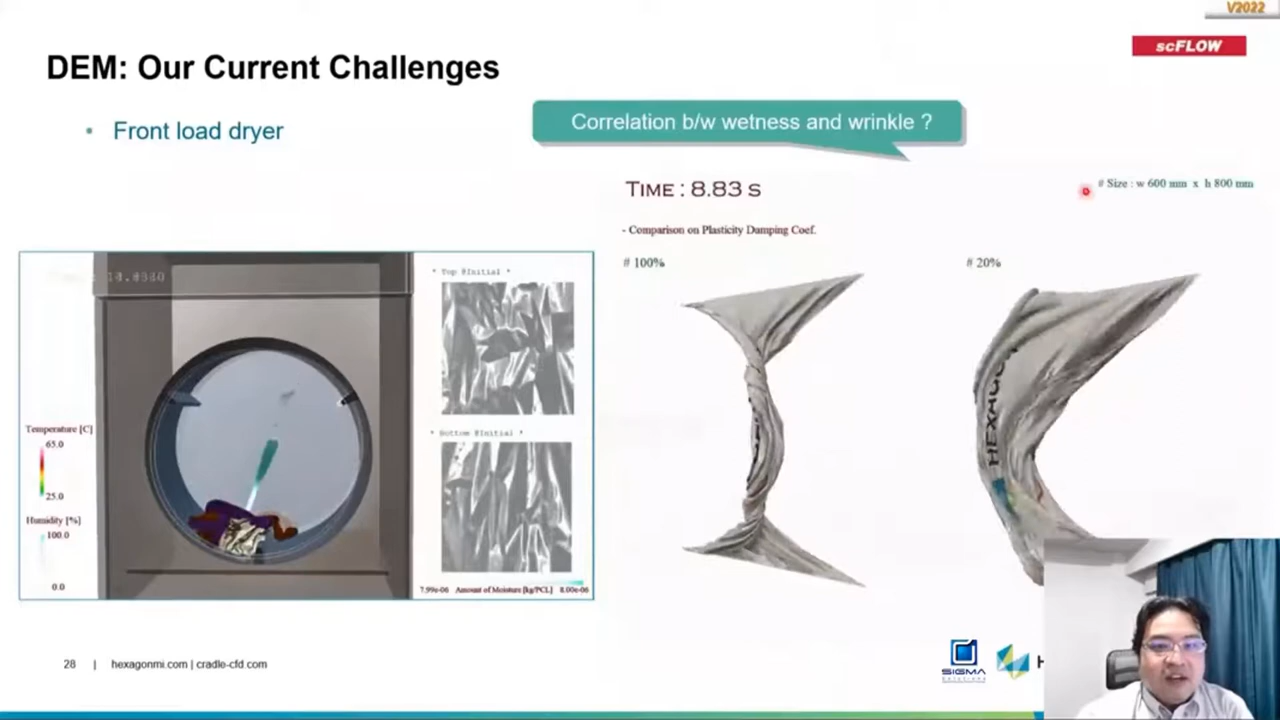 V2022
scFLOW
DEM: Our Current Challenges
• Front load dryer
Correlation b/w wetness and wrinkle ?
TIME : 8.83 S
# Size : w 600 mm x h 800 mm
- Comparison on Plasticity Damping Coef.
# 100%
# 20%
* Top @Initial *
* Bottom @Initial *
Temperature [C]
65.0
25.0
Humidity [%]
100.0
0.0
7.99e-06 Amount of Moisture [kg/PCL] 8.00e-06
28 | hexagonmi.com | cradle-cfd.com
SIGMA
Solutions
H